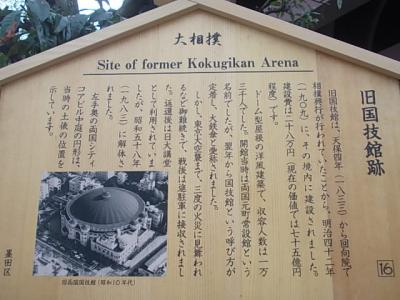 大相撲
Site of former Kokugikan Arena
旧国技館跡
旧国技館は、天保四年(一八三三)から回向院で
相撲興行が行われていたことから、明治四十二年
(一九〇九)に、その境内に建設されました。
建設費は二十八万円(現在の価値では七十五億円
程度)です。
ドーム型屋根の洋風建築で、収容人数は一万
三千人でした。開館当時は両国元町常設館という
名前でしたが、翌年から国技館という呼び方が
定着し、大鉄傘と愛称されました。
しかし、東京大空襲まで、三度の火災に見舞われ
るなど御難続きで、戦後は進駐軍に接収されまし
た。返還後は日大講堂
として利用されていま
したが、昭和五十八年
(一九八三)に解体さ
れました。
左手奥の両国シティ
コアビル中庭の円形は、
当時の土俵の位置を
示しています。
旧両国国技館(昭和10年代)
墨田区
16